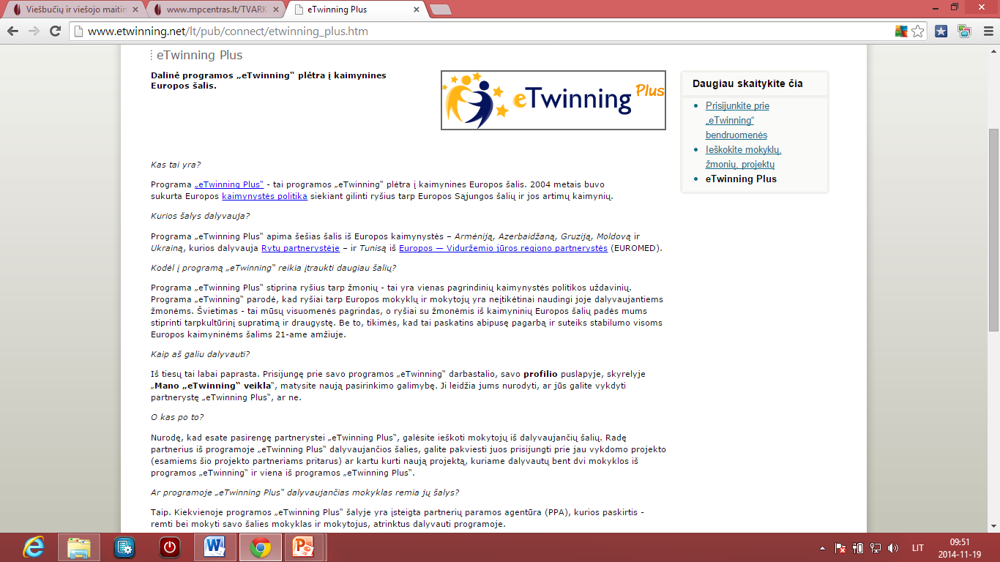 Viešbučių ir viešojo maitin
www.mpcentras.lt/TVARK
eTwinning Plus
www.etwinning.net/lt/pub/connect/etwinning_plus.htm
eTwinning Plus
Dalinė programos „eTwinning“ plėtra į kaimynines
Europos šalis.
eTwinning Plus
Kas tai yra?
Programa „eTwinning Plus“ - tai programos „eTwinning“ plėtra į kaimynines Europos šalis. 2004 metais buvo
sukurta Europos kaimynystės politika siekiant gilinti ryšius tarp Europos Sąjungos šalių ir jos artimų kaimynių.
Kurios šalys dalyvauja?
Programa „eTwinning Plus“ apima šešias šalis iš Europos kaimynystės – Armėniją, Azerbaidžaną, Gruziją, Moldovą ir
Ukrainą, kurios dalyvauja Rytų partnerystėje – ir Tunisą iš Europos — Viduržemio jūros regiono partnerystės (EUROMED).
Kodėl į programą „eTwinning“ reikia įtraukti daugiau šalių?
Programa „eTwinning Plus“ stiprina ryšius tarp žmonių - tai yra vienas pagrindinių kaimynystės politikos uždavinių.
Programa „eTwinning“ parodė, kad ryšiai tarp Europos mokyklų ir mokytojų yra neįtikėtinai naudingi joje dalyvaujantiems
žmonėms. Švietimas - tai mūsų visuomenės pagrindas, o ryšiai su žmonėmis iš kaimyninių Europos šalių padės mums
stiprinti tarpkultūrinį supratimą ir draugystę. Be to, tikimės, kad tai paskatins abipusę pagarbą ir suteiks stabilumo visoms
Europos kaimyninėms šalims 21-ame amžiuje.
Kaip aš galiu dalyvauti?
Iš tiesų tai labai paprasta. Prisijungę prie savo programos „eTwinning“ darbastalio, savo profilio puslapyje, skyrelyje
„Mano „eTwinning“ veikla“, matysite naują pasirinkimo galimybę. Ji leidžia jums nurodyti, ar jūs galite vykdyti
partnerystę „eTwinning Plus“, ar ne.
O kas po to?
Nurodę, kad esate pasirengę partnerystei „eTwinning Plus“, galėsite ieškoti mokytojų iš dalyvaujančių šalių. Radę
partnerius iš programoje „eTwinning Plus“ dalyvaujančios šalies, galite pakviesti juos prisijungti prie jau vykdomo projekto
(esamiems šio projekto partneriams pritarus) ar kartu kurti naują projektą, kuriame dalyvautų bent dvi mokyklos iš
programos „eTwinning“ ir viena iš programos „eTwinning Plus“.
Ar programoje „eTwinning Plus“ dalyvaujančias mokyklas remia jų šalys?
Taip. Kiekvienoje programos „eTwinning Plus“ šalyje yra įsteigta partnerių paramos agentūra (PPA), kurios paskirtis -
remti bei mokyti savo šalies mokyklas ir mokytojus, atrinktus dalyvauti programoje.
Daugiau skaitykite čia
Prisijunkite prie
„eTwinning“
bendruomenės
Ieškokite mokyklų,
žmonių, projektų
eTwinning Plus
LIT
09:51
2014-11-19